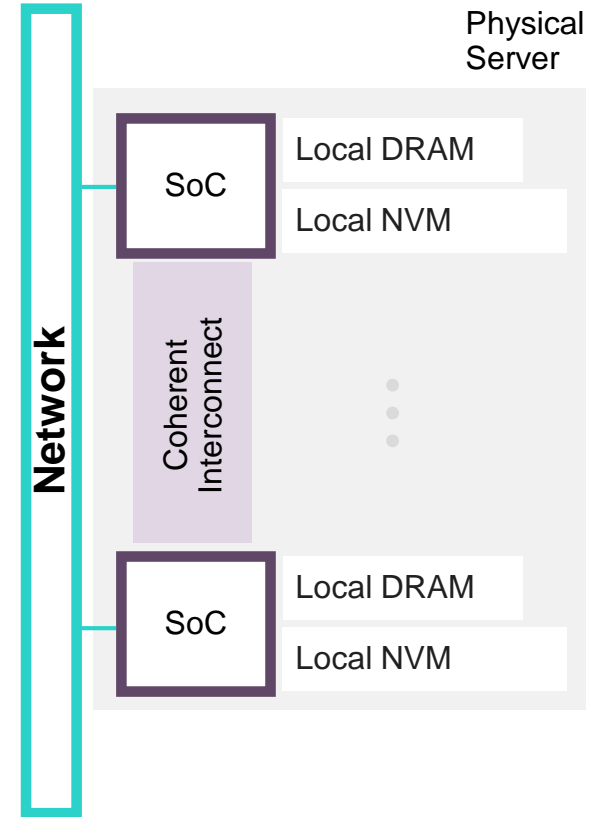 Physical
Server
SoC
Local DRAM
Local NVM
Network
Coherent
Interconnect
SoC
Local DRAM
Local NVM